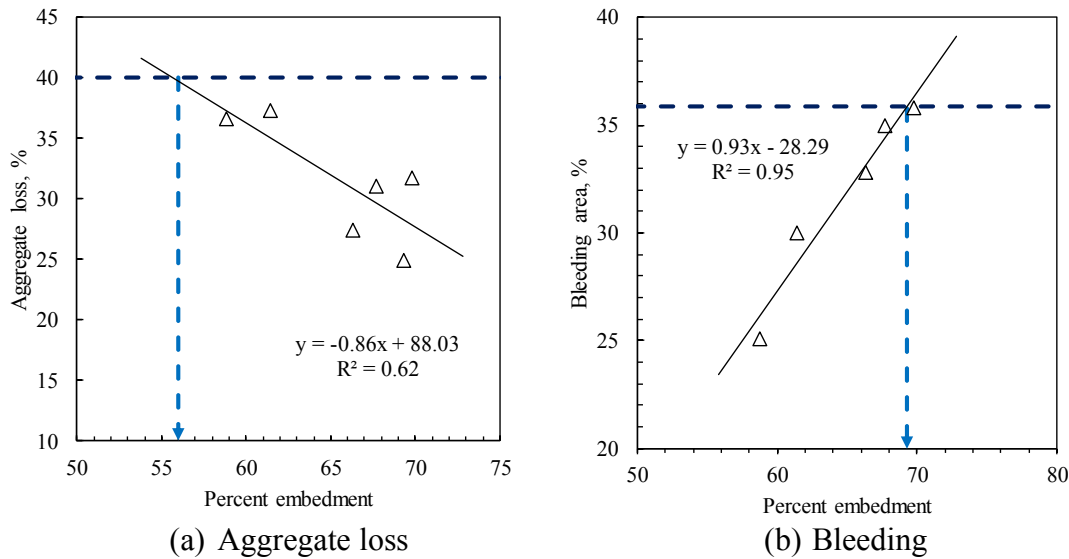 45
40
35
30
25
20
15
10
Aggregate loss, %
y = -0.86x + 88.03
R² = 0.62
50 55 60 65 70 75
Percent embedment
(a) Aggregate loss
40
35
30
25
20
Bleeding area, %
y = 0.93x - 28.29
R² = 0.95
50 60 70 80
Percent embedment
(b) Bleeding